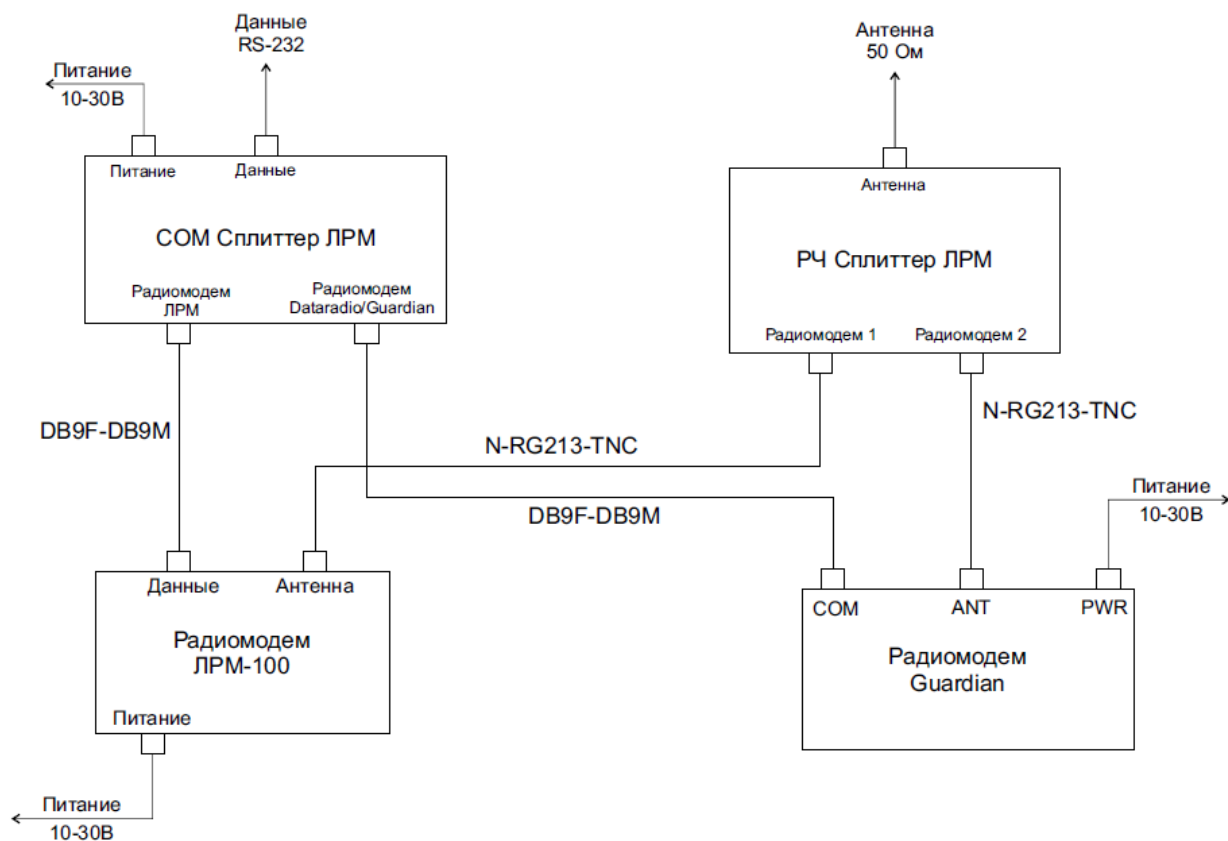 Данные
RS-232
Антенна
50 Ом
Питание
10-30В
Питание
Данные
COM Сплиттер ЛРМ
Радиомодем
ЛРМ
Радиомодем
Dataradio/Guardian
Антенна
РЧ Сплиттер ЛРМ
Радиомодем 1
Радиомодем 2
DB9F-DB9M
N-RG213-TNC
N-RG213-TNC
DB9F-DB9M
Питание
10-30В
Данные
Антенна
Радиомодем
ЛРМ-100
Питание
COM
ANT
PWR
Радиомодем
Guardian
Питание
10-30В